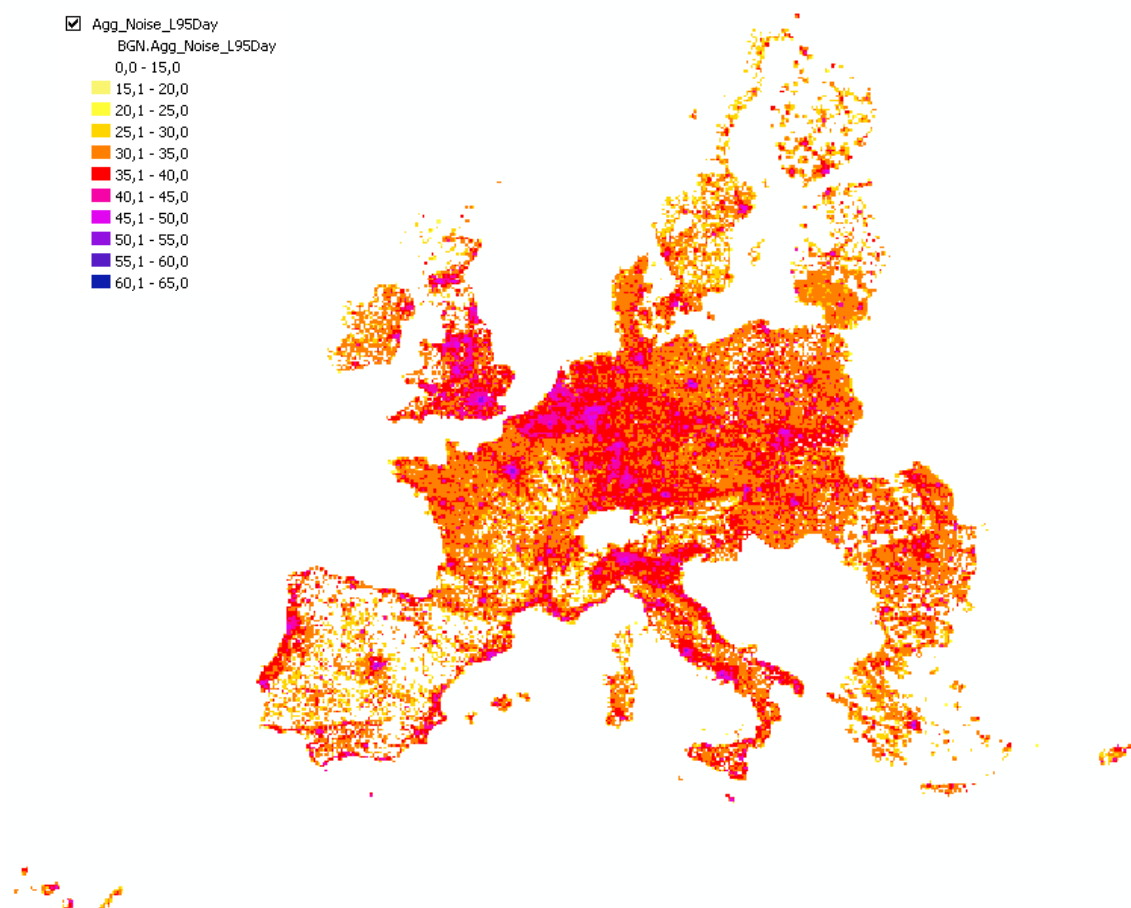 Agg_Noise_L95Day
BGN.Agg_Noise_L95Day
0,0 - 15,0
15,1 - 20,0
20,1 - 25,0
25,1 - 30,0
30,1 - 35,0
35,1 - 40,0
40,1 - 45,0
45,1 - 50,0
50,1 - 55,0
55,1 - 60,0
60,1 - 65,0